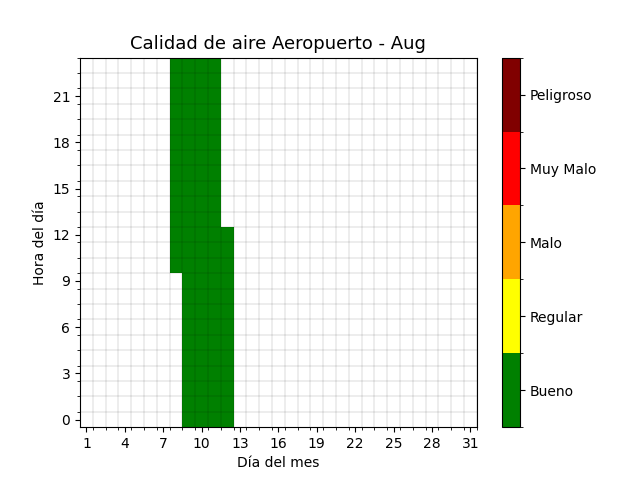 Calidad de aire Aeropuerto - Aug
21
18
15
12
9
6
3
0
Hora del día
1 4 7 10 13 16 19 22 25 28 31
Día del mes
Peligroso
Muy Malo
Malo
Regular
Bueno